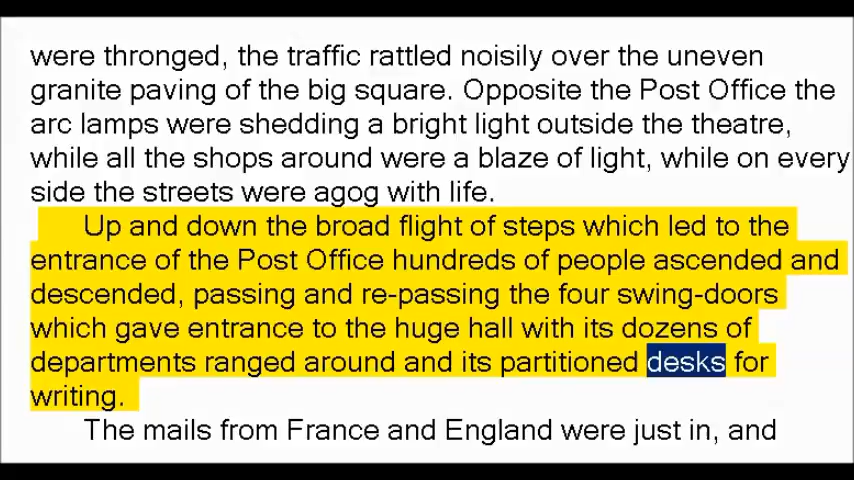 were thronged, the traffic rattled noisily over the uneven
granite paving of the big square. Opposite the Post Office the
arc lamps were shedding a bright light outside the theatre,
while all the shops around were a blaze of light, while on every
side the streets were agog with life.
Up and down the broad flight of steps which led to the
entrance of the Post Office hundreds of people ascended and
descended, passing and re-passing the four swing-doors
which gave entrance to the huge hall with its dozens of
departments ranged around and its partitioned desks for
writing.
The mails from France and England were just in, and